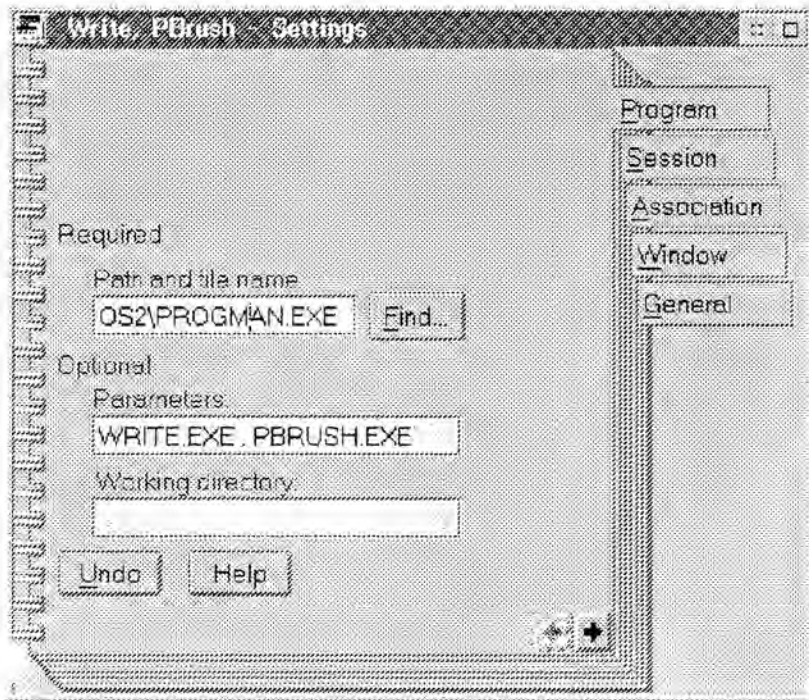 Write, PBrush - Settings
Program
Session
Association
Window
General
Required
Path and file name
OS2\PROGMAN.EXE
Find...
Optional
Parameters:
WRITE.EXE , PBRUSH.EXE
Working directory:
Undo
Help